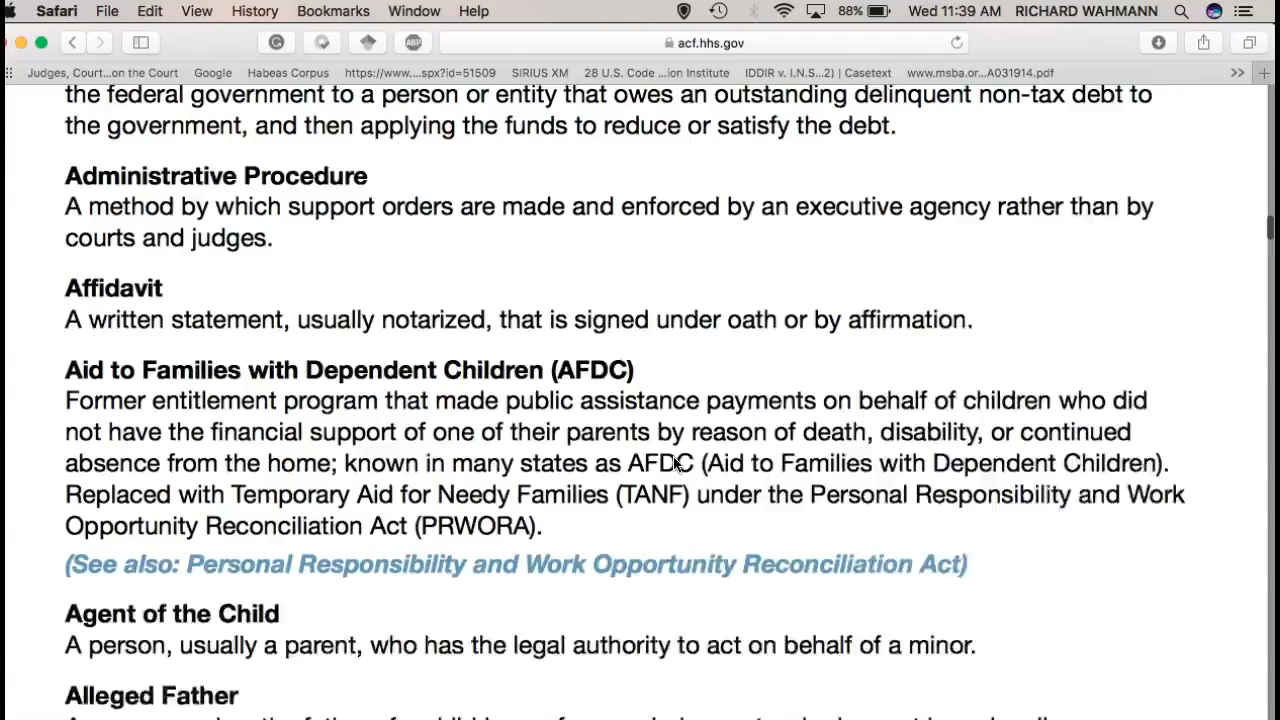 Safari File Edit View History Bookmarks Window Help 88% Wed 11:39 AM RICHARD WAHMANN
ABP acf.hhs.gov
Judges, Court...on the Court Google Habeas Corpus https://www....spx?id=51509 SIRIUS XM 28 U.S. Code ...ion Institute IDDIR v. I.N.S...2) | Casetext www.msba.or...A031914.pdf >> +
the federal government to a person or entity that owes an outstanding delinquent non-tax debt to
the government, and then applying the funds to reduce or satisfy the debt.
Administrative Procedure
A method by which support orders are made and enforced by an executive agency rather than by
courts and judges.
Affidavit
A written statement, usually notarized, that is signed under oath or by affirmation.
Aid to Families with Dependent Children (AFDC)
Former entitlement program that made public assistance payments on behalf of children who did
not have the financial support of one of their parents by reason of death, disability, or continued
absence from the home; known in many states as AFDC (Aid to Families with Dependent Children).
Replaced with Temporary Aid for Needy Families (TANF) under the Personal Responsibility and Work
Opportunity Reconciliation Act (PRWORA).
(See also: Personal Responsibility and Work Opportunity Reconciliation Act)
Agent of the Child
A person, usually a parent, who has the legal authority to act on behalf of a minor.
Alleged Father